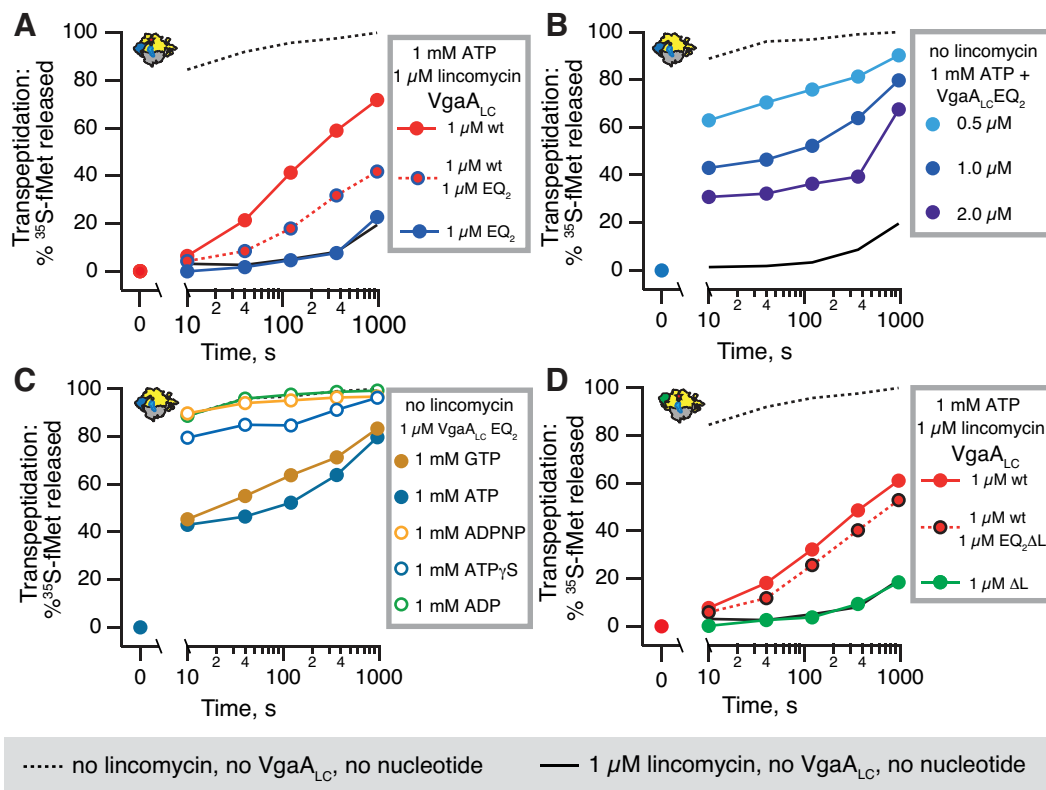 A
Transpeptidation:
% ³⁵S-fMet released
100
80
60
40
20
0
0
10
2
4
100
2
4
1000
Time, s
1 mM ATP
1 µM lincomycin
VgaA_LC
1 µM wt
1 µM wt
1 µM EQ₂
1 µM EQ₂
B
Transpeptidation:
% ³⁵S-fMet released
100
80
60
40
20
0
0
10
2
4
100
2
4
1000
Time, s
no lincomycin
1 mM ATP +
VgaA_LCEQ₂
0.5 µM
1.0 µM
2.0 µM
C
Transpeptidation:
%³⁵S-fMet released
100
80
60
40
20
0
0
10
2
4
100
2
4
1000
Time, s
no lincomycin
1 µM VgaA_LC EQ₂
1 mM GTP
1 mM ATP
1 mM ADPNP
1 mM ATPγS
1 mM ADP
D
Transpeptidation:
% ³⁵S-fMet released
100
80
60
40
20
0
0
10
2
4
100
2
4
1000
Time, s
1 mM ATP
1 µM lincomycin
VgaA_LC
1 µM wt
1 µM wt
1 µM EQ₂ΔL
1 µM ΔL
no lincomycin, no VgaA_LC, no nucleotide
1 µM lincomycin, no VgaA_LC, no nucleotide